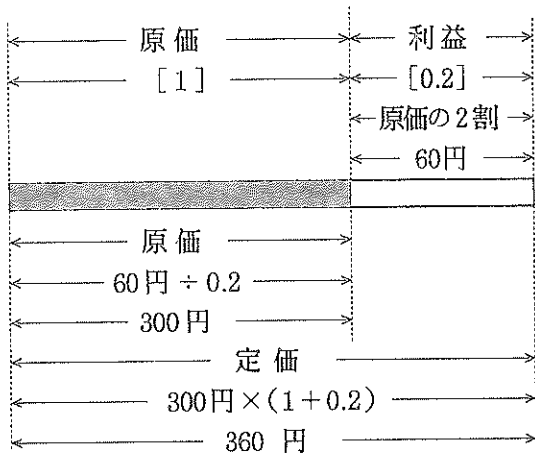 原価 利益
[1] [0.2]
原価の2割
60円
原価
60円÷0.2
300円
定価
300円×(1+0.2)
360 円